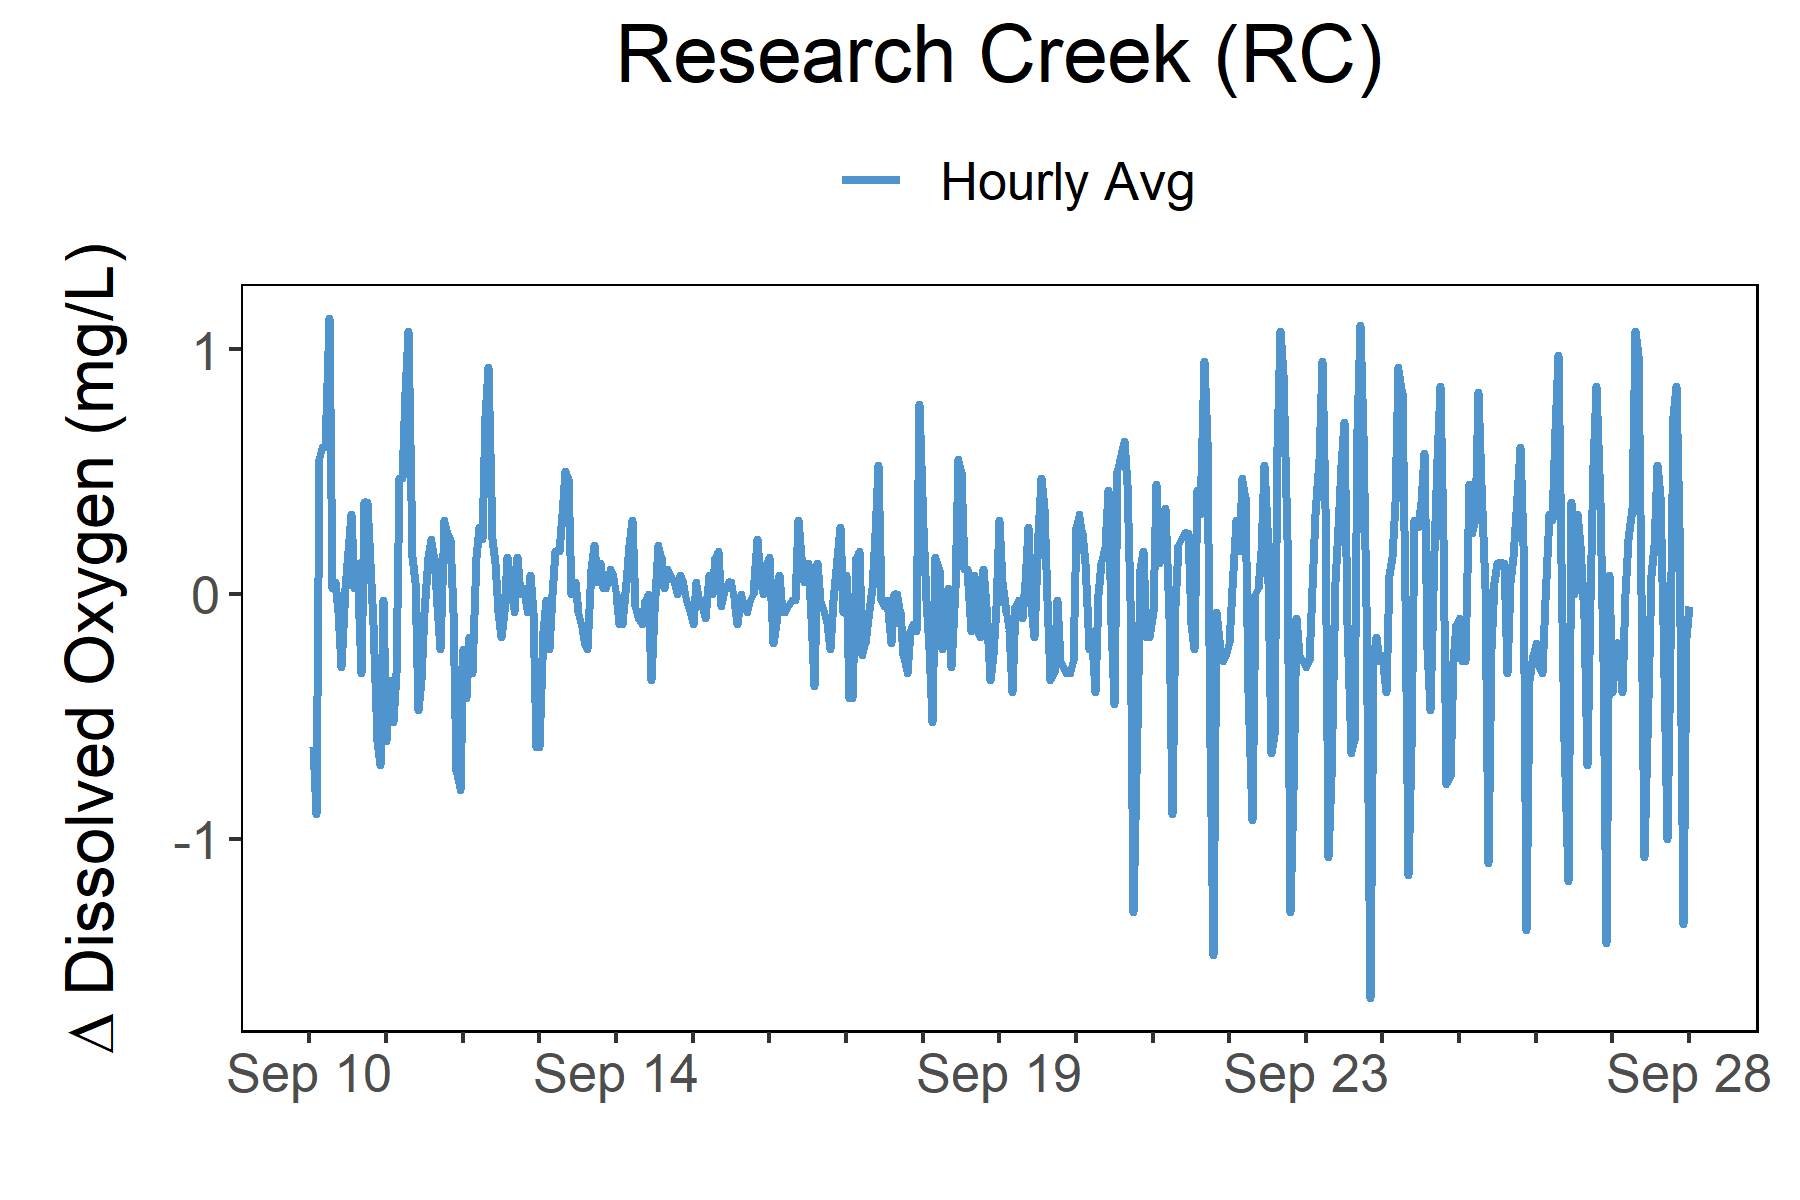 Research Creek (RC)
Hourly Avg
Δ Dissolved Oxygen (mg/L)
1
0
-1
Sep 10 Sep 14 Sep 19 Sep 23 Sep 28